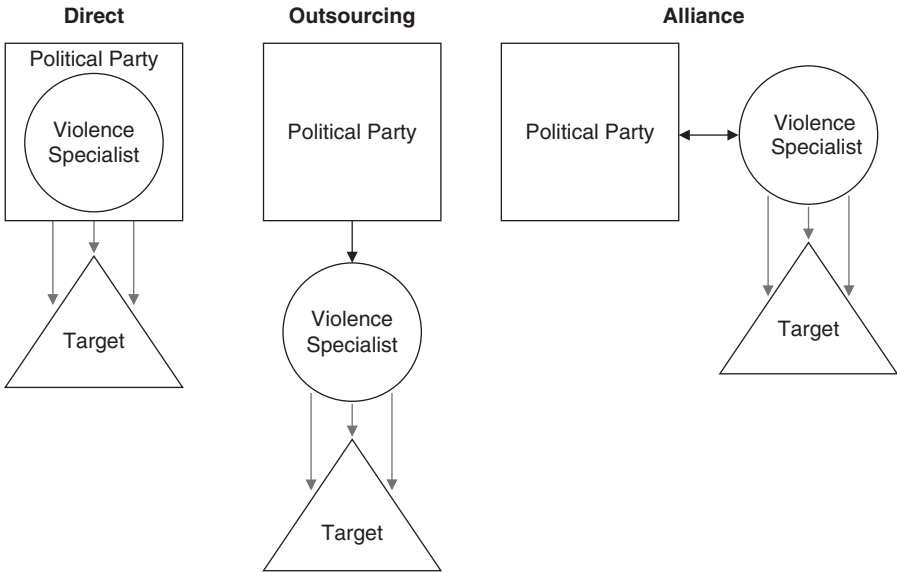 Direct
Political Party
Violence
Specialist
Target
Outsourcing
Political Party
Violence
Specialist
Target
Alliance
Political Party
Violence
Specialist
Target